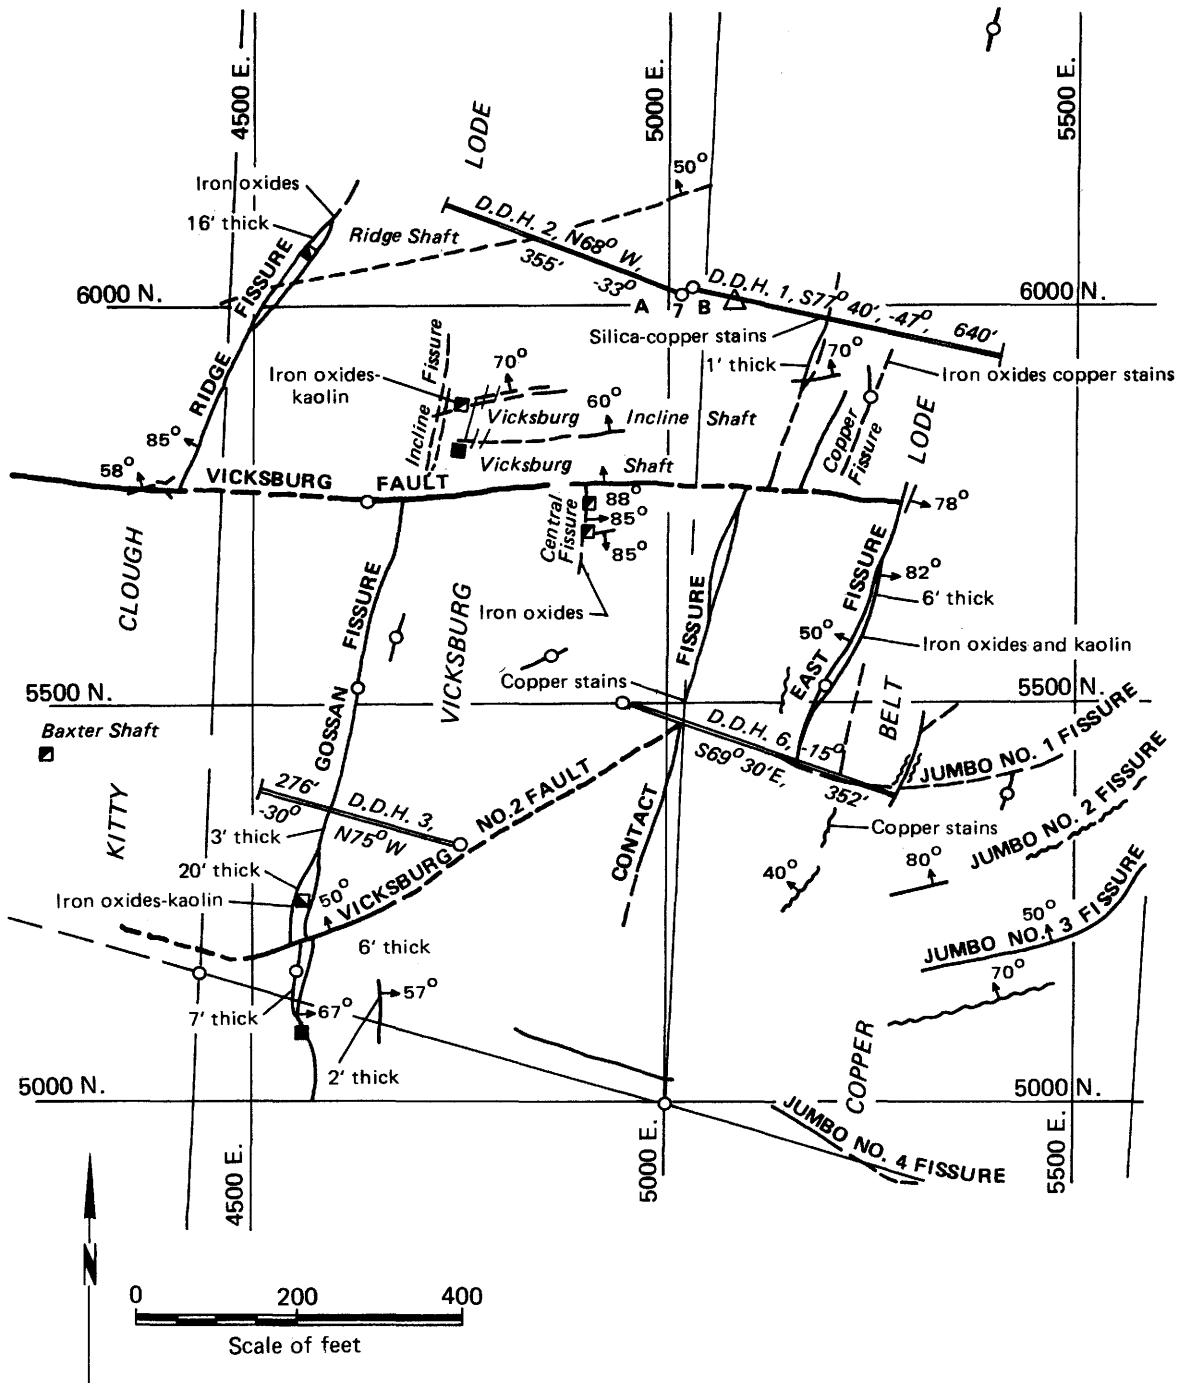 4500 E.
5000 E.
5500 E.
LODE
50°
Iron oxides
16' thick
Ridge Shaft
D.D.H. 2, N68° W,
355'
-33°
RIDGE FISSURE
6000 N.
A 7 B
D.D.H. 1, S77° 40', -47°, 640'
6000 N.
Silica-copper stains
1' thick
70°
Iron oxides copper stains
Iron oxides-
kaolin
Incline Fissure
70°
Vicksburg Incline Shaft
60°
Vicksburg Shaft
Copper
Fissure
LODE
85°
58°
VICKSBURG FAULT
88°
85°
85°
Central
Fissure
78°
CLOUGH
GOSSAN FISSURE
VICKSBURG
Iron oxides
FISSURE
EAST FISSURE
82°
6' thick
50°
Iron oxides and kaolin
Copper stains
BELT
5500 N.
5500 N.
Baxter Shaft
D.D.H. 6, -15°
S69° 30'E, 352'
JUMBO NO. 1 FISSURE
276'
-30°
D.D.H. 3,
N75° W
VICKSBURG NO.2 FAULT
CONTACT
JUMBO NO. 2 FISSURE
KITTY
3' thick
20' thick
Iron oxides-kaolin
50°
6' thick
Copper stains
40°
80°
50°
JUMBO NO. 3 FISSURE
70°
7' thick
67°
57°
2' thick
COPPER
5000 N.
5000 N.
JUMBO NO. 4 FISSURE
4500 E.
5000 E.
5500 E.
N
0 200 400
Scale of feet